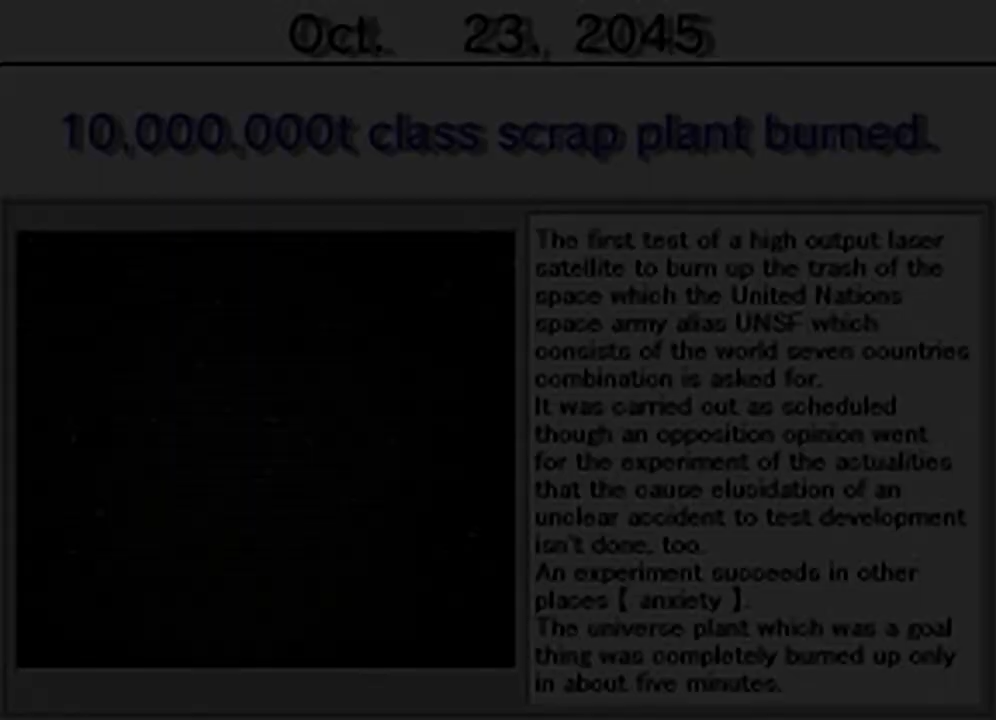 Oct. 23, 2045
10,000,000t class scrap plant burned.
The first test of a high output laser
satellite to burn up the trash of the
space which the United Nations
space army alias UNSF which
consists of the world seven countries
combination is asked for.
It was carried out as scheduled
though an opposition opinion went
for the experiment of the actualities
that the cause elusidation of an
unclear accident to test development
isn't done, too.
An experiment succeeds in other
places [ anxiety ].
The universe plant which was a goal
thing was completely burned up only
in about five minutes.